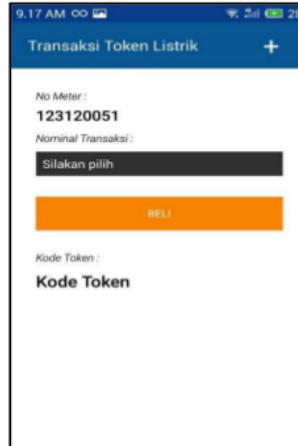 9.17 AM
Transaksi Token Listrik +
No Meter :
123120051
Nominal Transaksi :
Silakan pilih
BELI
Kode Token :
Kode Token